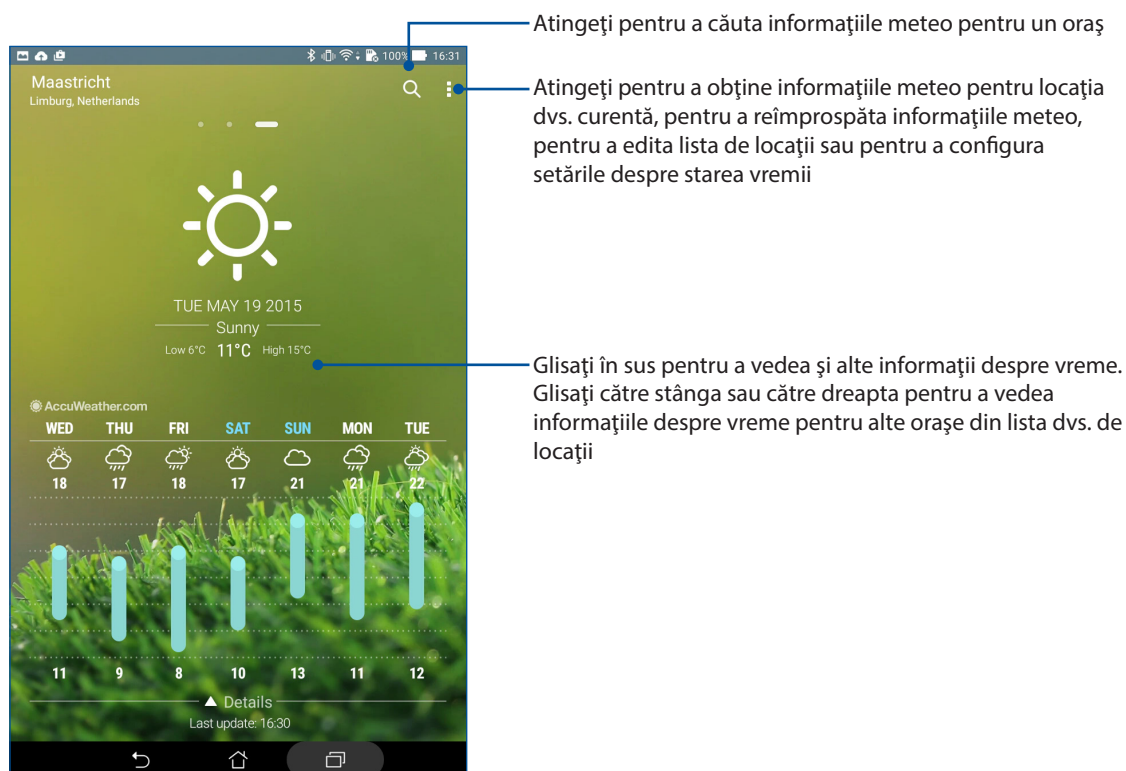 Atingeţi pentru a căuta informaţiile meteo pentru un oraş
100% 16:31
Maastricht
Limburg, Netherlands
Atingeţi pentru a obţine informaţiile meteo pentru locaţia
dvs. curentă, pentru a reîmprospăta informaţiile meteo,
pentru a edita lista de locaţii sau pentru a configura
setările despre starea vremii
TUE MAY 19 2015
Sunny
Low 6°C 11°C High 15°C
Glisaţi în sus pentru a vedea şi alte informaţii despre vreme.
Glisaţi către stânga sau către dreapta pentru a vedea
informaţiile despre vreme pentru alte oraşe din lista dvs. de
locaţii
AccuWeather.com
WED THU FRI SAT SUN MON TUE
18 17 18 17 21 21 22
11 9 8 10 13 11 12
Details
Last update: 16:30